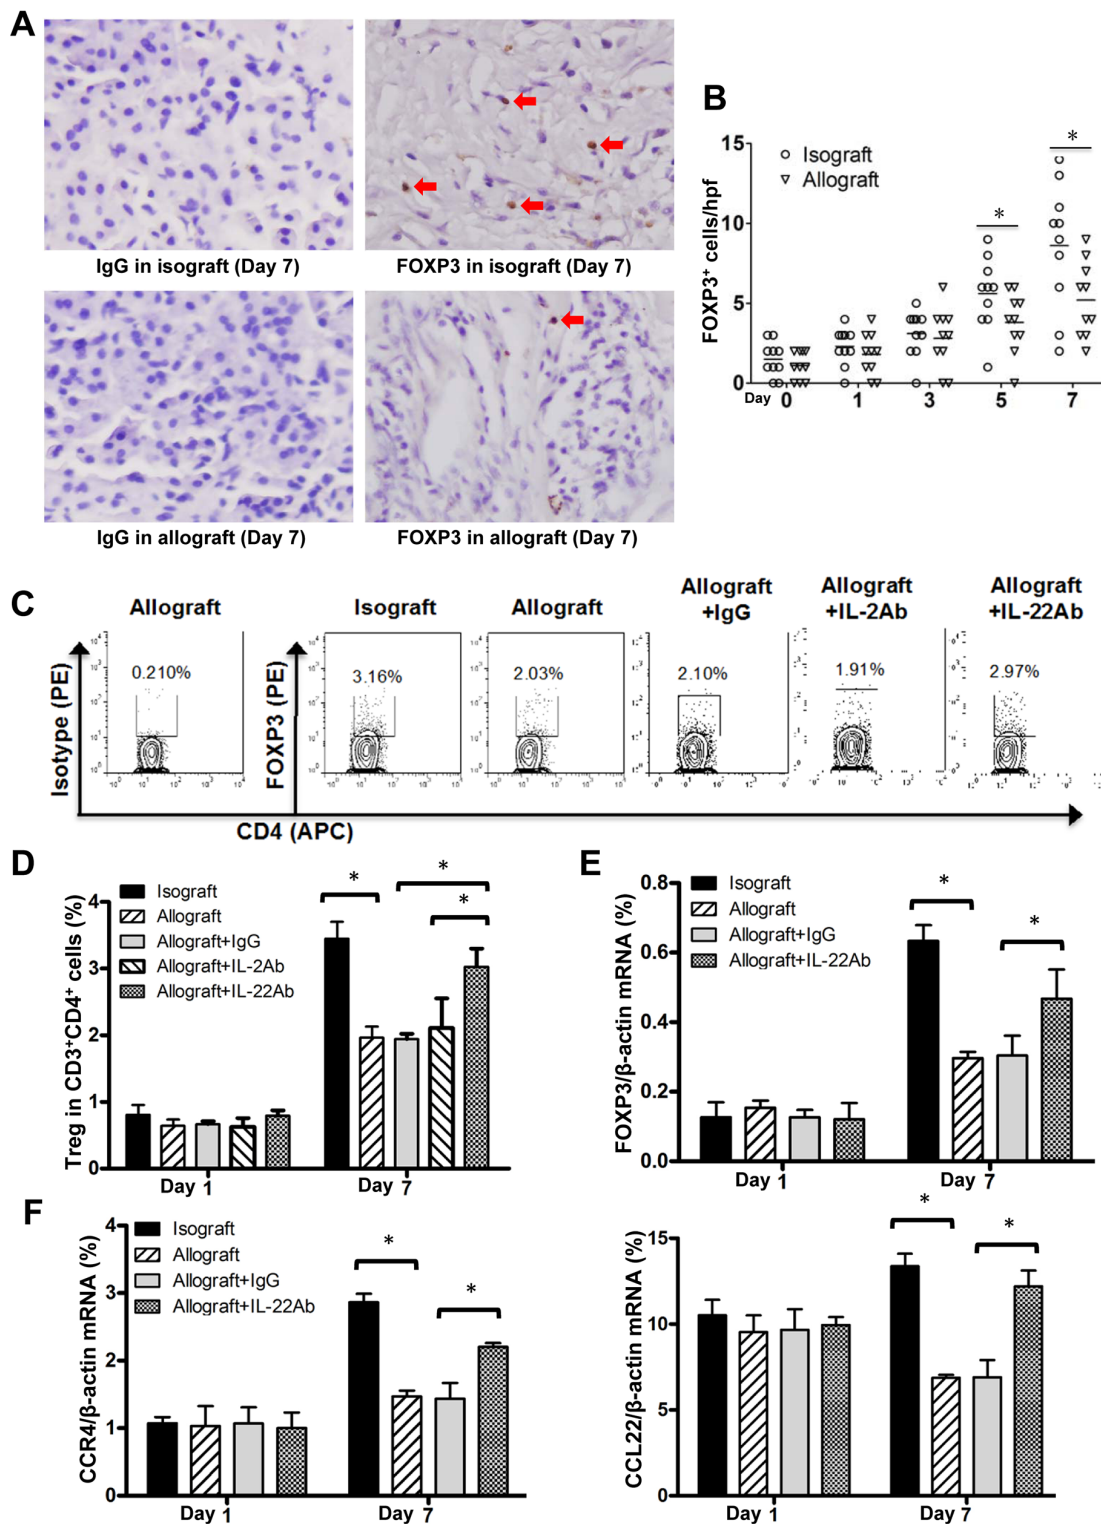 A
IgG in isograft (Day 7)
FOXP3 in isograft (Day 7)
IgG in allograft (Day 7)
FOXP3 in allograft (Day 7)
B
FOXP3⁺ cells/hpf
15
10
5
0
Isograft
Allograft
*
*
Day
0
1
3
5
7
C
Allograft
Isograft
Allograft
Allograft
+IgG
Allograft
+IL-2Ab
Allograft
+IL-22Ab
Isotype (PE)
FOXP3 (PE)
0.210%
3.16%
2.03%
2.10%
1.91%
2.97%
CD4 (APC)
D
Treg in CD3⁺CD4⁺ cells (%)
4
3
2
1
0
Isograft
Allograft
Allograft+IgG
Allograft+IL-2Ab
Allograft+IL-22Ab
*
*
*
Day 1
Day 7
E
FOXP3/β-actin mRNA (%)
0.8
0.6
0.4
0.2
0.0
Isograft
Allograft
Allograft+IgG
Allograft+IL-22Ab
*
*
Day 1
Day 7
F
CCR4/β-actin mRNA (%)
4
3
2
1
0
Isograft
Allograft
Allograft+IgG
Allograft+IL-22Ab
*
*
Day 1
Day 7
CCL22/β-actin mRNA (%)
15
10
5
0
*
*
Day 1
Day 7